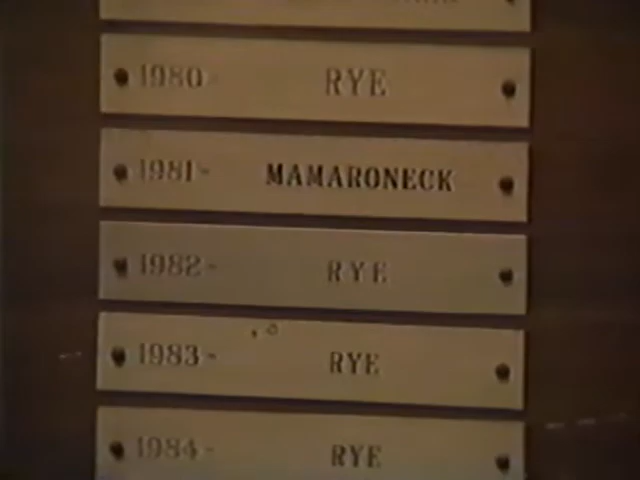 1980- RYE
1981- MAMARONECK
1982- RYE
1983- RYE
1984- RYE